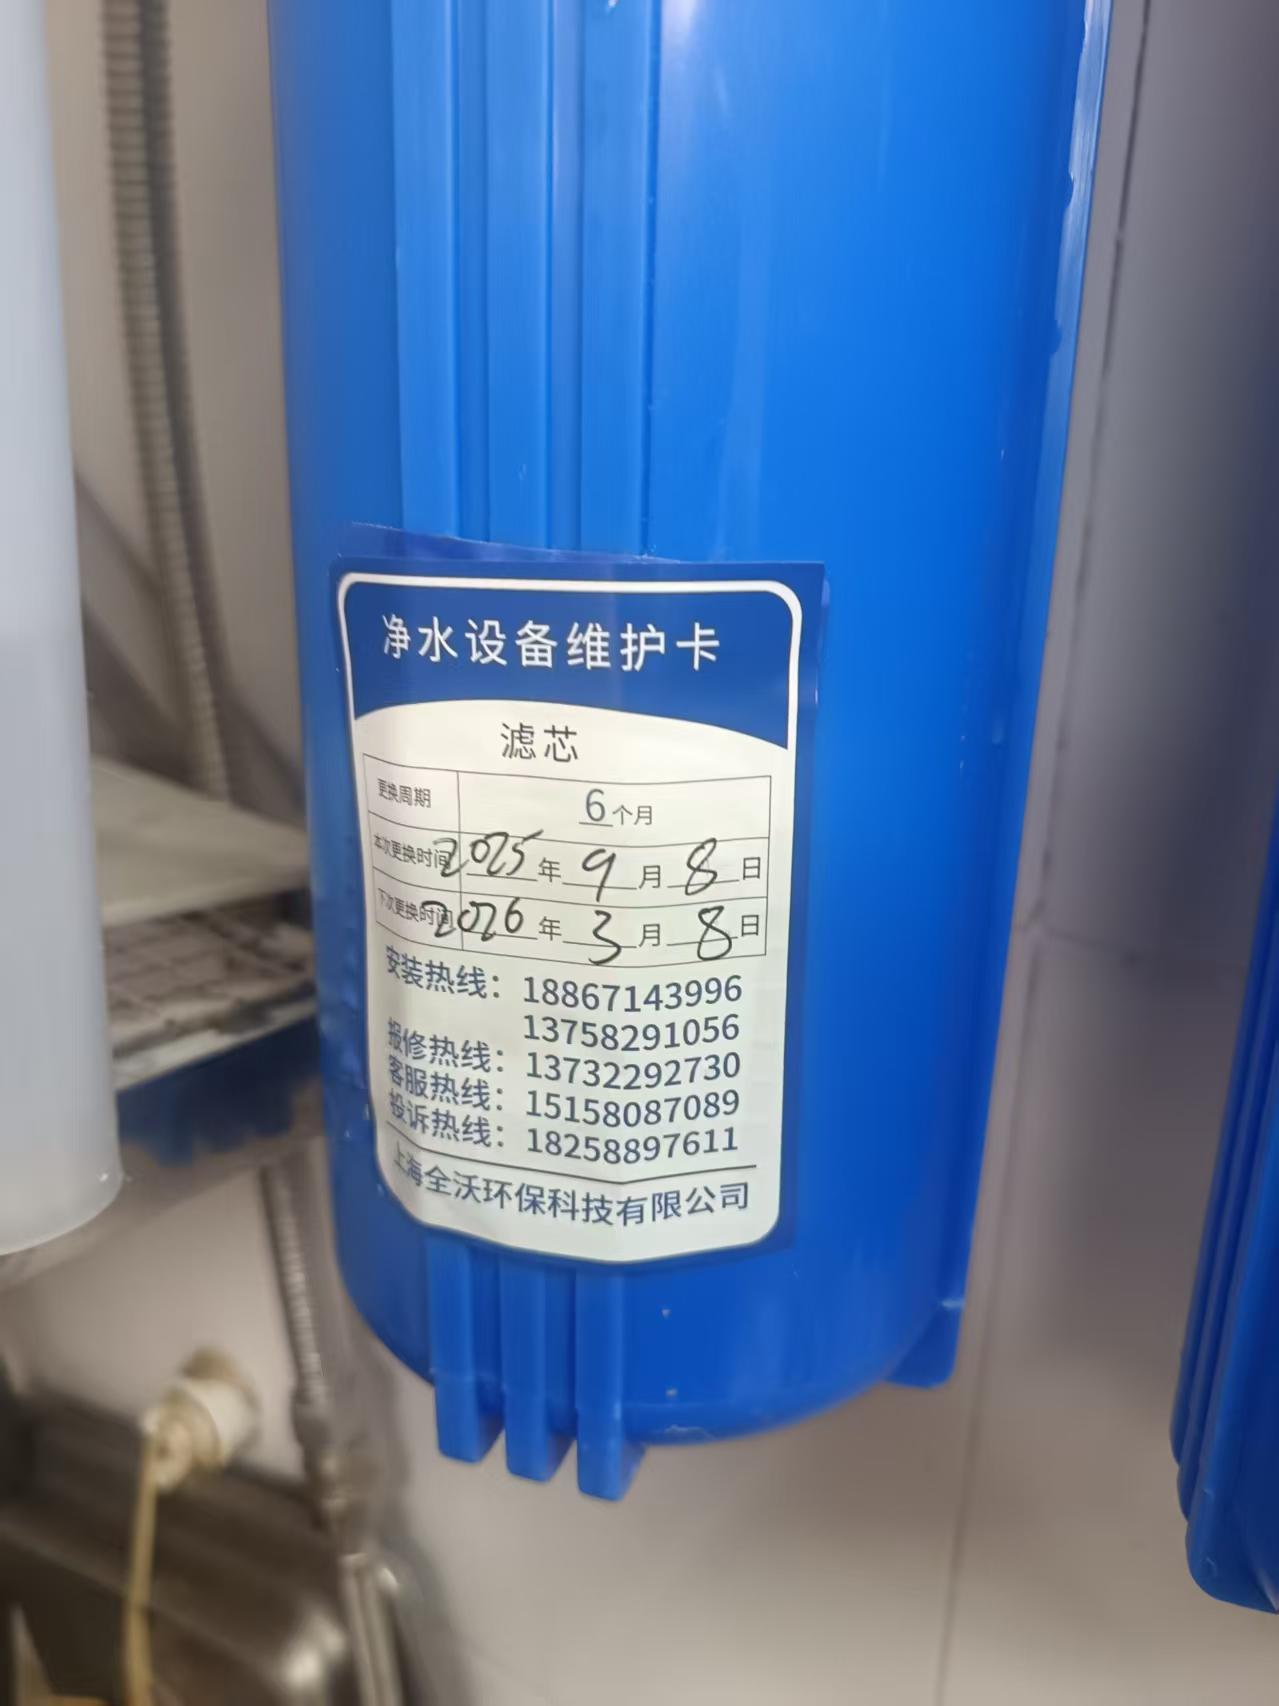 净水设备维护卡
滤芯
更换周期 6个月
本次更换时间 2025年9月8日
下次更换时间 2026年3月8日
安装热线：18867143996
13758291056
报修热线：13732292730
客服热线：15158087089
投诉热线：18258897611
上海全沃环保科技有限公司